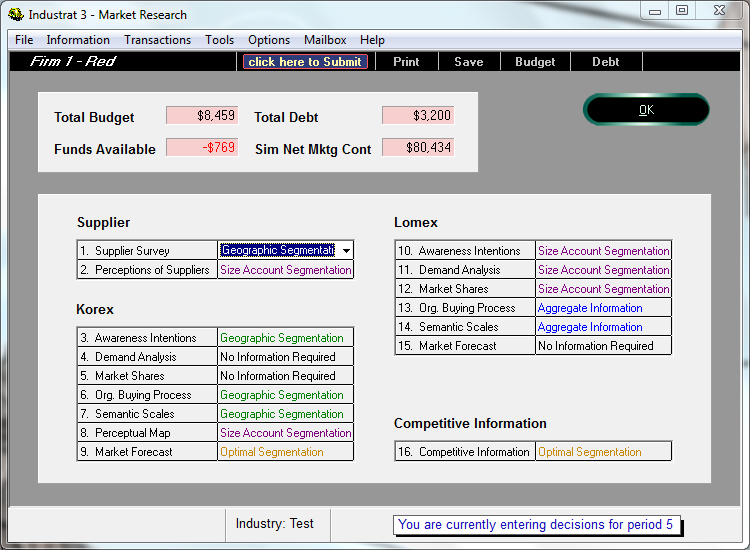 Industrat 3 - Market Research
File Information Transactions Tools Options Mailbox Help
Firm 1 - Red click here to Submit Print Save Budget Debt
Total Budget $8,459 Total Debt $3,200
Funds Available -$769 Sim Net Mktg Cont $80,434
OK
Supplier
1. Supplier Survey Geographic Segmentati
2. Perceptions of Suppliers Size Account Segmentation
Korex
3. Awareness Intentions Geographic Segmentation
4. Demand Analysis No Information Required
5. Market Shares No Information Required
6. Org. Buying Process Geographic Segmentation
7. Semantic Scales Geographic Segmentation
8. Perceptual Map Size Account Segmentation
9. Market Forecast Optimal Segmentation
Lomex
10. Awareness Intentions Size Account Segmentation
11. Demand Analysis Size Account Segmentation
12. Market Shares Size Account Segmentation
13. Org. Buying Process Aggregate Information
14. Semantic Scales Aggregate Information
15. Market Forecast No Information Required
Competitive Information
16. Competitive Information Optimal Segmentation
Industry: Test
You are currently entering decisions for period 5